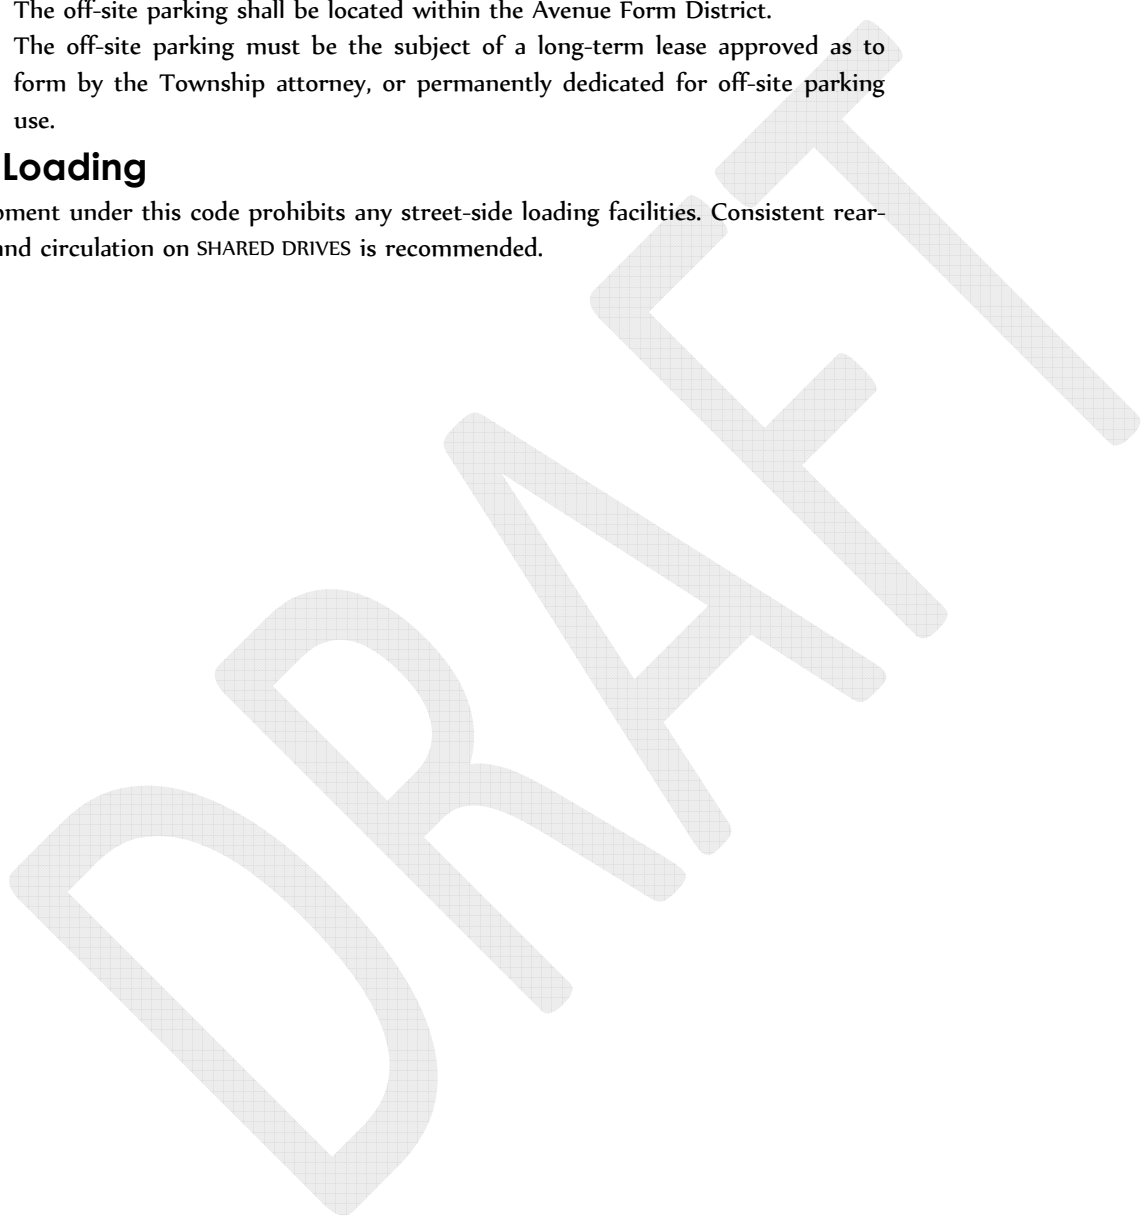 The off-site parking shall be located within the Avenue Form District.
The off-site parking must be the subject of a long-term lease approved as to
form by the Township attorney, or permanently dedicated for off-site parking
use.
Loading
pment under this code prohibits any street-side loading facilities. Consistent rear-
and circulation on SHARED DRIVES is recommended.
DRAFT